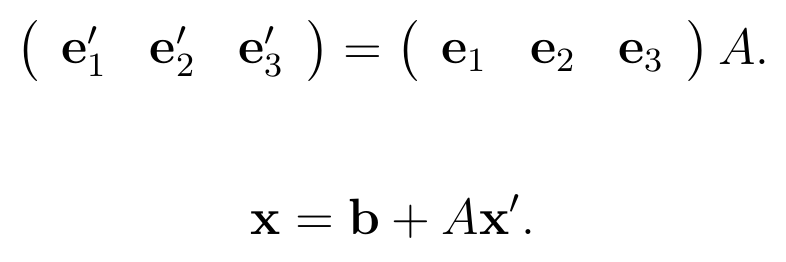 ( e′₁ e′₂ e′₃ ) = ( e₁ e₂ e₃ ) A.
x = b + Ax′.